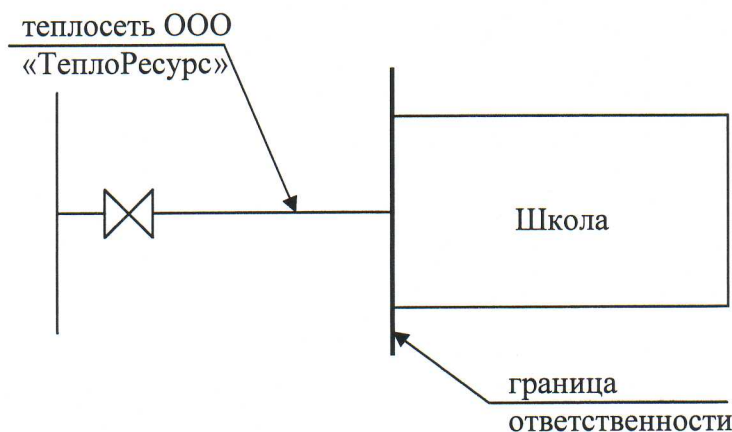 теплосеть ООО
«ТеплоРесурс»
Школа
граница
ответственности